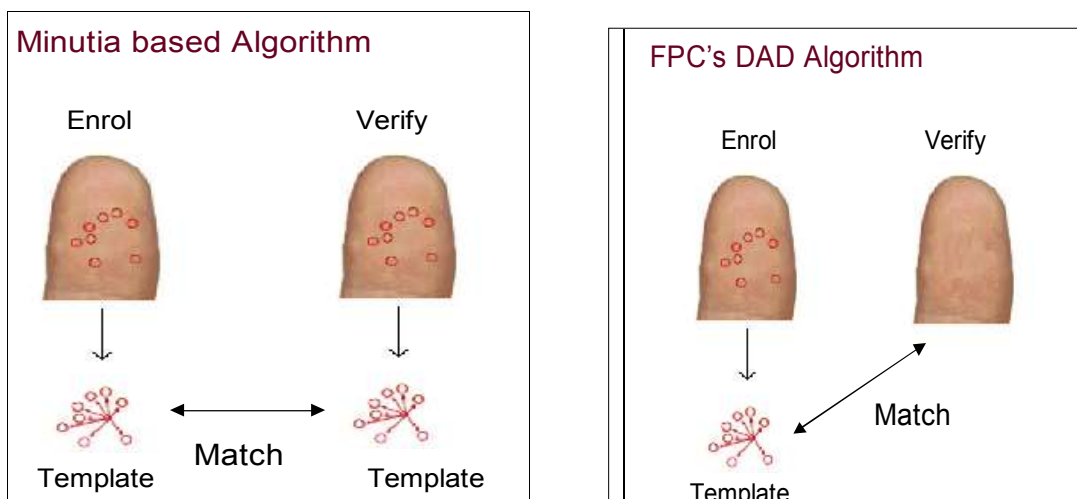 Minutia based Algorithm
Enrol Verify
Match
Template Template
FPC's DAD Algorithm
Enrol Verify
Match
Template